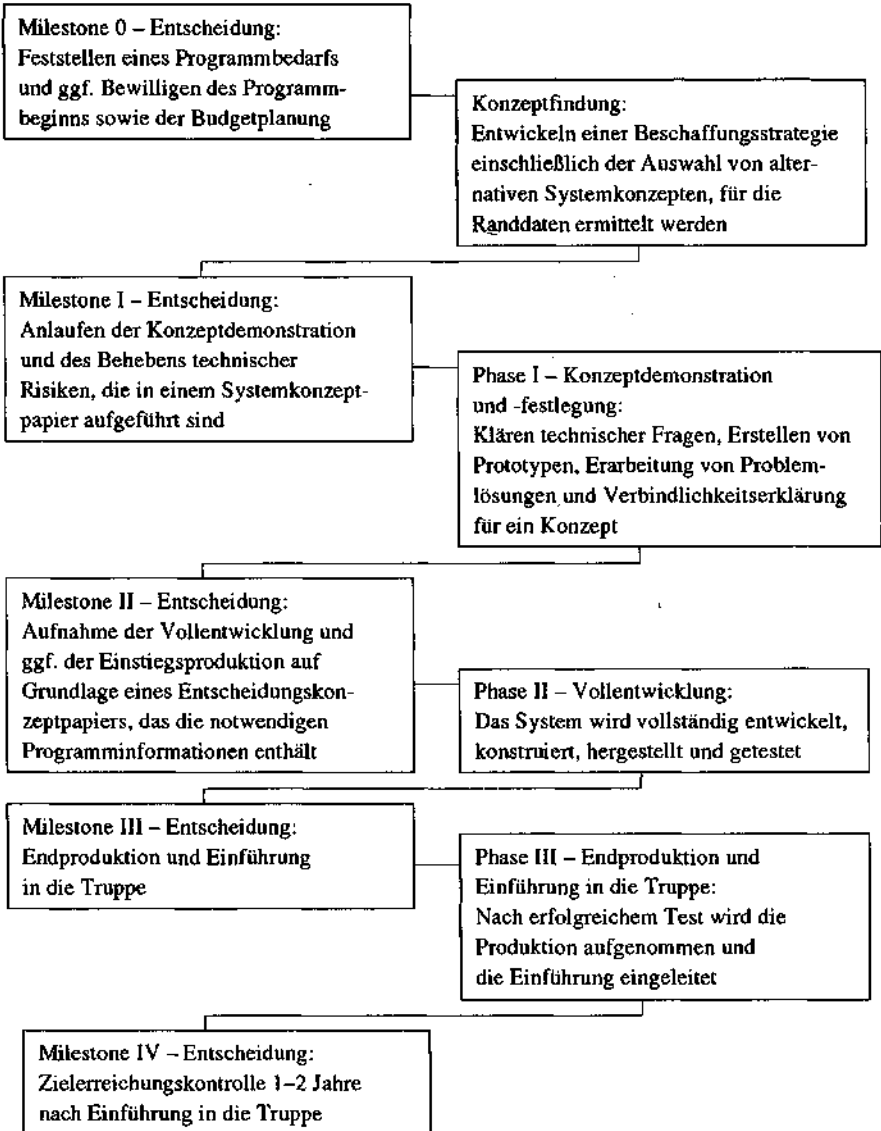 Milestone 0 – Entscheidung:
Feststellen eines Programmbedarfs
und ggf. Bewilligen des Programm-
beginns sowie der Budgetplanung
Konzeptfindung:
Entwickeln einer Beschaffungsstrategie
einschließlich der Auswahl von alter-
nativen Systemkonzepten, für die
Randdaten ermittelt werden
Milestone I – Entscheidung:
Anlaufen der Konzeptdemonstration
und des Behebens technischer
Risiken, die in einem Systemkonzept-
papier aufgeführt sind
Phase I – Konzeptdemonstration
und -festlegung:
Klären technischer Fragen, Erstellen von
Prototypen, Erarbeitung von Problem-
lösungen und Verbindlichkeitserklärung
für ein Konzept
Milestone II – Entscheidung:
Aufnahme der Vollentwicklung und
ggf. der Einstiegsproduktion auf
Grundlage eines Entscheidungskon-
zeptpapiers, das die notwendigen
Programminformationen enthält
Phase II – Vollentwicklung:
Das System wird vollständig entwickelt,
konstruiert, hergestellt und getestet
Milestone III – Entscheidung:
Endproduktion und Einführung
in die Truppe
Phase III – Endproduktion und
Einführung in die Truppe:
Nach erfolgreichem Test wird die
Produktion aufgenommen und
die Einführung eingeleitet
Milestone IV – Entscheidung:
Zielerreichungskontrolle 1–2 Jahre
nach Einführung in die Truppe